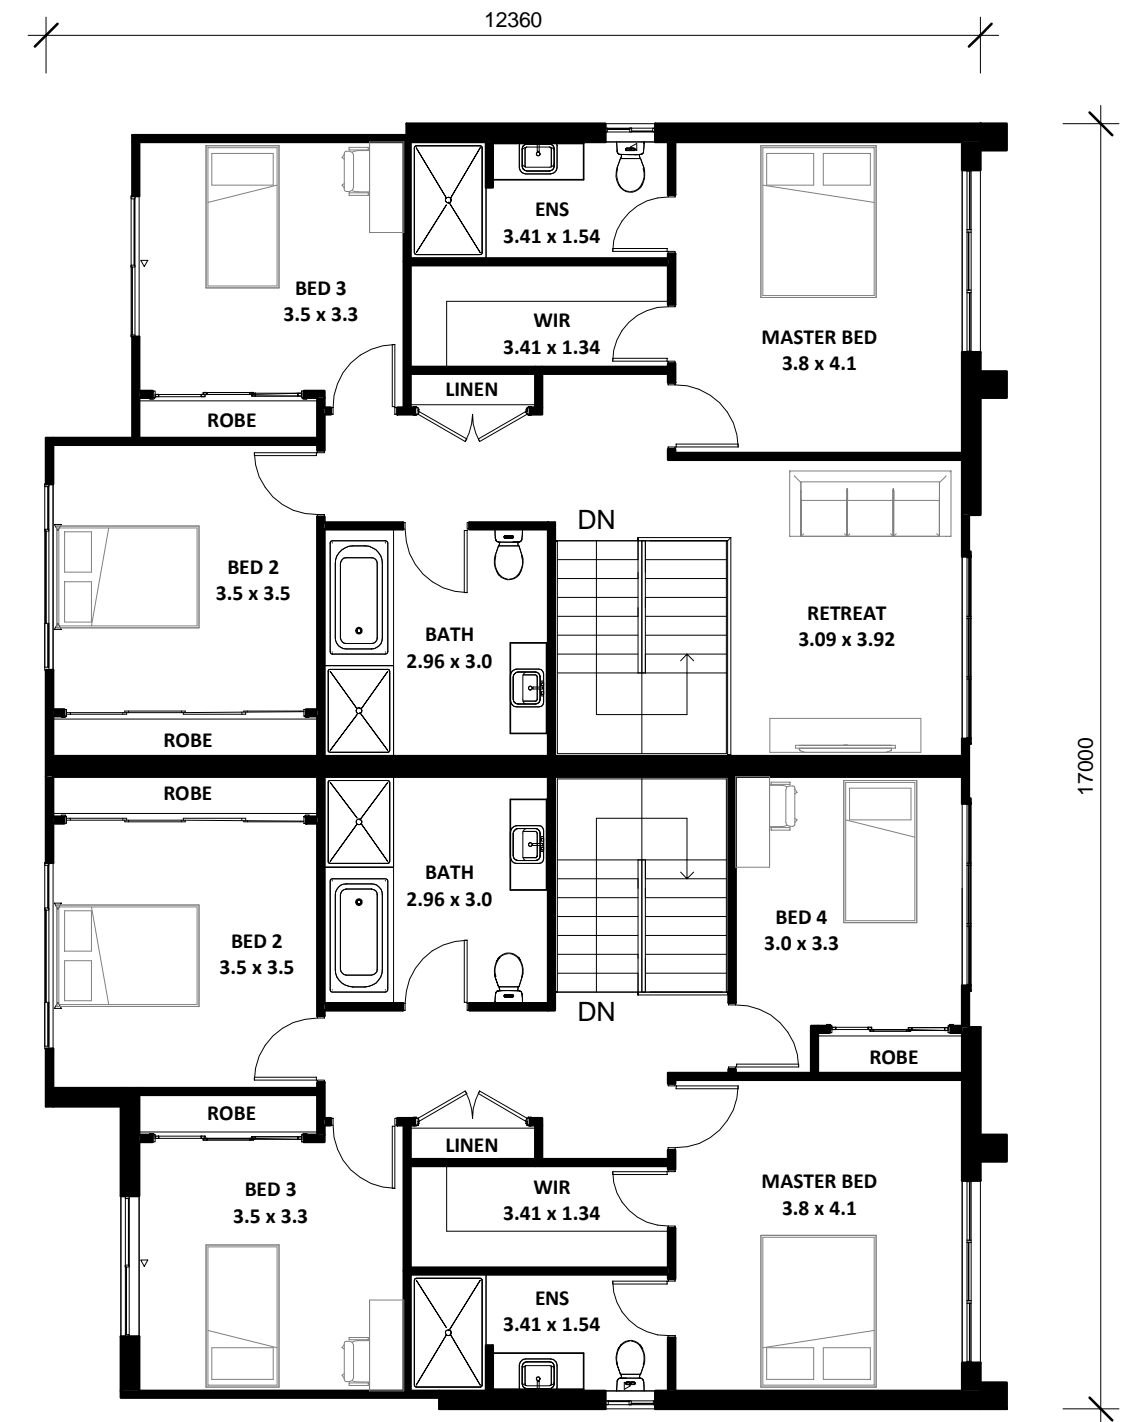 12360
ENS
3.41 x 1.54
BED 3
3.5 x 3.3
WIR
3.41 x 1.34
MASTER BED
3.8 x 4.1
LINEN
ROBE
DN
BED 2
3.5 x 3.5
RETREAT
3.09 x 3.92
BATH
2.96 x 3.0
ROBE
17000
ROBE
BATH
2.96 x 3.0
BED 4
3.0 x 3.3
BED 2
3.5 x 3.5
DN
ROBE
ROBE
LINEN
MASTER BED
3.8 x 4.1
WIR
3.41 x 1.34
BED 3
3.5 x 3.3
ENS
3.41 x 1.54